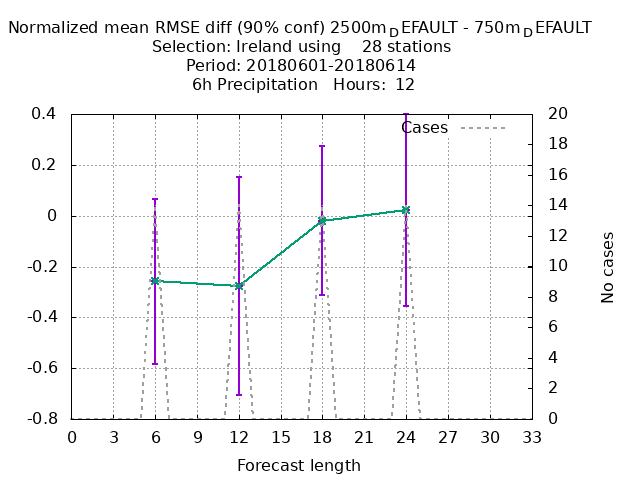 Normalized mean RMSE diff (90% conf) 2500m_DEFAULT - 750m_DEFAULT
Selection: Ireland using    28 stations
Period: 20180601-20180614
6h Precipitation   Hours:  12
0.4
0.2
0
-0.2
-0.4
-0.6
-0.8
Cases
20
18
16
14
12
10
8
6
4
2
0
No cases
0 3 6 9 12 15 18 21 24 27 30 33
Forecast length